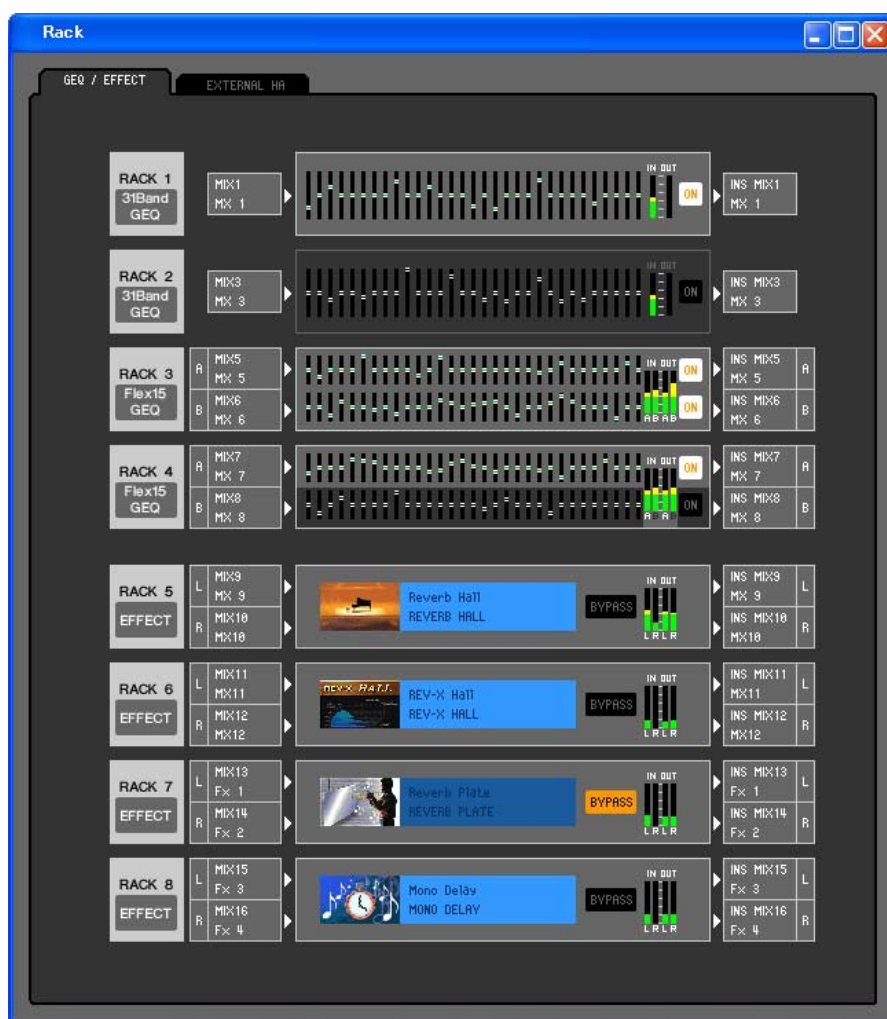 Rack
GEQ / EFFECT
EXTERNAL HA
RACK 1
31Band
GEQ
MIX1
MX 1
IN OUT
ON
INS MIX1
MX 1
RACK 2
31Band
GEQ
MIX3
MX 3
IN OUT
ON
INS MIX3
MX 3
RACK 3
Flex15
GEQ
A
MIX5
MX 5
B
MIX6
MX 6
IN OUT
ON
ON
ABAB
INS MIX5
MX 5
A
INS MIX6
MX 6
B
RACK 4
Flex15
GEQ
A
MIX7
MX 7
B
MIX8
MX 8
IN OUT
ON
ON
ABAB
INS MIX7
MX 7
A
INS MIX8
MX 8
B
RACK 5
EFFECT
L
MIX9
MX 9
R
MIX10
MX10
Reverb Hall
REVERB HALL
BYPASS
IN OUT
LRLR
INS MIX9
MX 9
L
INS MIX10
MX10
R
RACK 6
EFFECT
L
MIX11
MX11
R
MIX12
MX12
REV-X HALL
REV-X Hall
REV-X HALL
BYPASS
IN OUT
LRLR
INS MIX11
MX11
L
INS MIX12
MX12
R
RACK 7
EFFECT
L
MIX13
Fx 1
R
MIX14
Fx 2
Reverb Plate
REVERB PLATE
BYPASS
IN OUT
LRLR
INS MIX13
Fx 1
L
INS MIX14
Fx 2
R
RACK 8
EFFECT
L
MIX15
Fx 3
R
MIX16
Fx 4
Mono Delay
MONO DELAY
BYPASS
IN OUT
LRLR
INS MIX15
Fx 3
L
INS MIX16
Fx 4
R